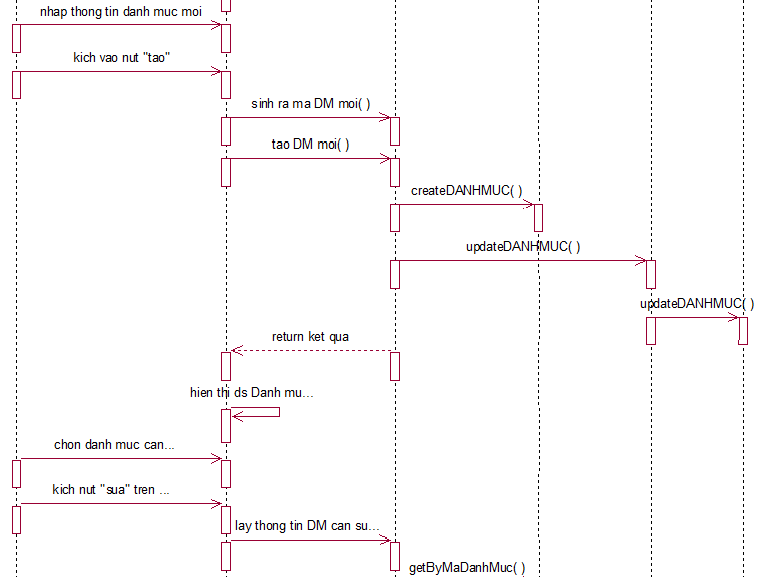 nhap thong tin danh muc moi
kich vao nut "tao"
sinh ra ma DM moi( )
tao DM moi( )
createDANHMUC( )
updateDANHMUC( )
updateDANHMUC( )
return ket qua
hien thi ds Danh mu...
chon danh muc can...
kich nut "sua" tren ...
lay thong tin DM can su...
getByMaDanhMuc( )